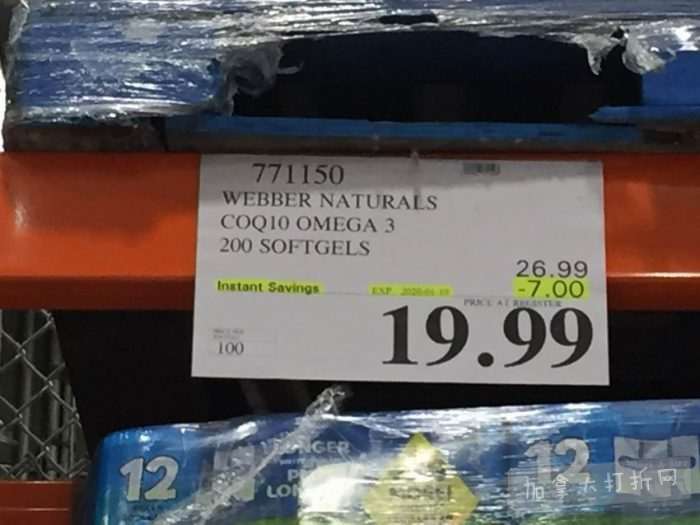 771150
WEBBER NATURALS
COQ10 OMEGA 3
200 SOFTGELS
26.99
Instant Savings
EXP.
-7.00
PRICE AT REGISTER
19.99
100
12
12
加拿大打折网